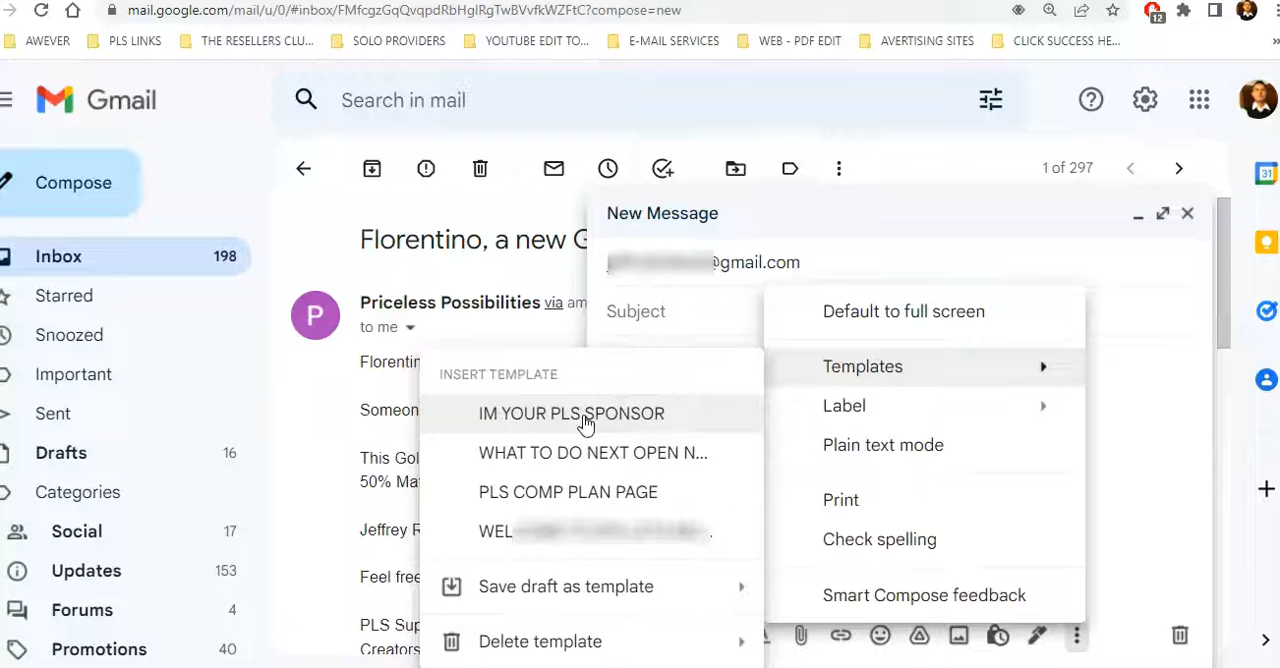 mail.google.com/mail/u/0/#inbox/FMfcgzGqQvqpdRbHglRgTwBVvfkWZFtC?compose=new
12
AWEVER PLS LINKS THE RESELLERS CLU... SOLO PROVIDERS YOUTUBE EDIT TO... E-MAIL SERVICES WEB - PDF EDIT AVERTISING SITES CLICK SUCCESS HE... »
Gmail
Search in mail
Compose
1 of 297
Inbox 198
Starred
Snoozed
Important
Sent
Drafts 16
Categories
Social 17
Updates 153
Forums 4
Promotions 40
Florentino, a new G
P
Priceless Possibilities via am
to me
Florentin
Someon
This Gol
50% Ma
Jeffrey R
Feel free
PLS Sup
Creators
New Message
@gmail.com
Subject
Default to full screen
Templates
Label
Plain text mode
Print
Check spelling
Smart Compose feedback
INSERT TEMPLATE
IM YOUR PLS SPONSOR
WHAT TO DO NEXT OPEN N...
PLS COMP PLAN PAGE
WEL
Save draft as template
Delete template
31